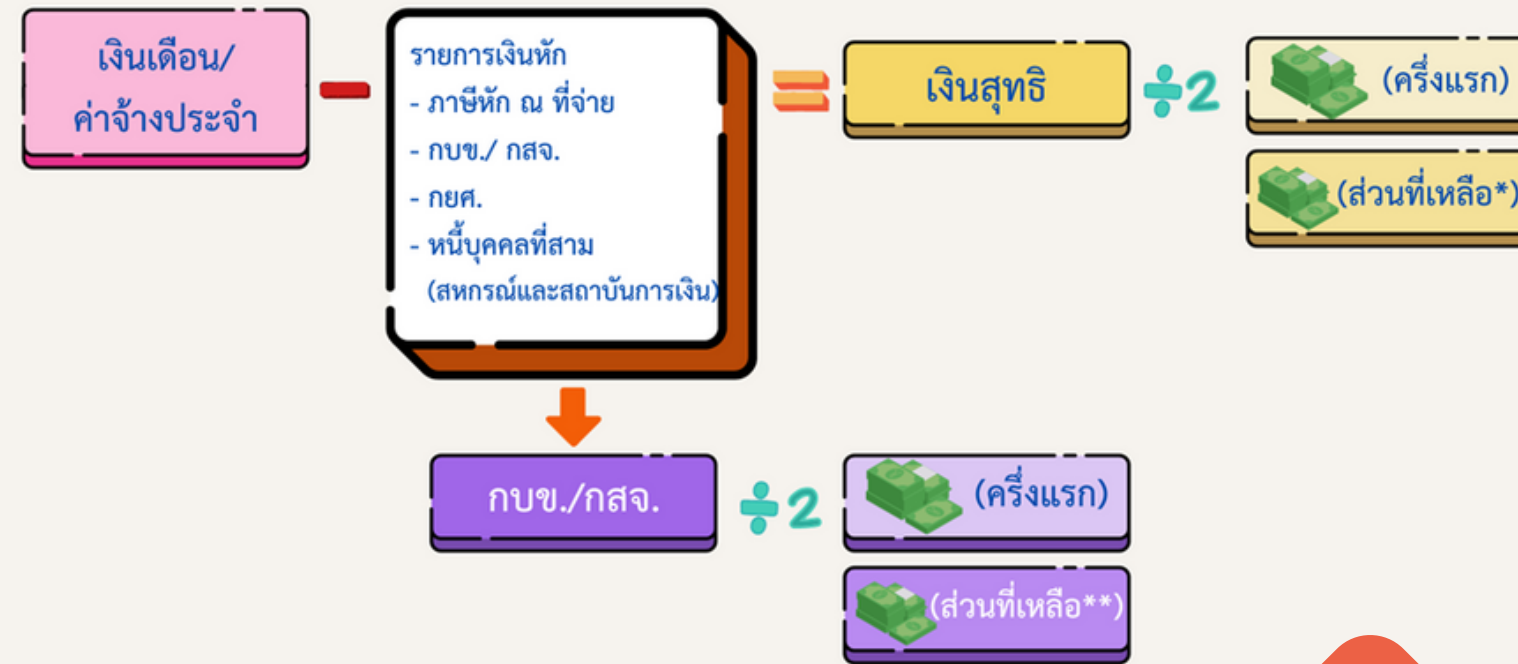 เงินเดือน/
ค่าจ้างประจำ
รายการเงินหัก
- ภาษีหัก ณ ที่จ่าย
- กบข./ กสจ.
- กยศ.
- หนี้บุคคลที่สาม
(สหกรณ์และสถาบันการเงิน)
เงินสุทธิ
÷2
(ครึ่งแรก)
(ส่วนที่เหลือ*)
กบข./กสจ.
÷2
(ครึ่งแรก)
(ส่วนที่เหลือ**)